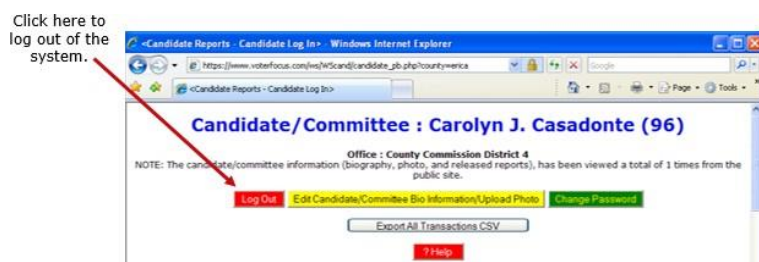 Click here to
log out of the
system.
<Candidate Reports - Candidate Log In> - Windows Internet Explorer
https://www.voterfocus.com/ws/WScand/candidate_pb.php?county=erica
Google
<Candidate Reports - Candidate Log In>
Page
Tools
Candidate/Committee : Carolyn J. Casadonte (96)
Office : County Commission District 4
NOTE: The candidate/committee information (biography, photo, and released reports), has been viewed a total of 1 times from the
public site.
Log Out Edit Candidate/Committee Bio Information/Upload Photo Change Password
Export All Transactions CSV
? Help